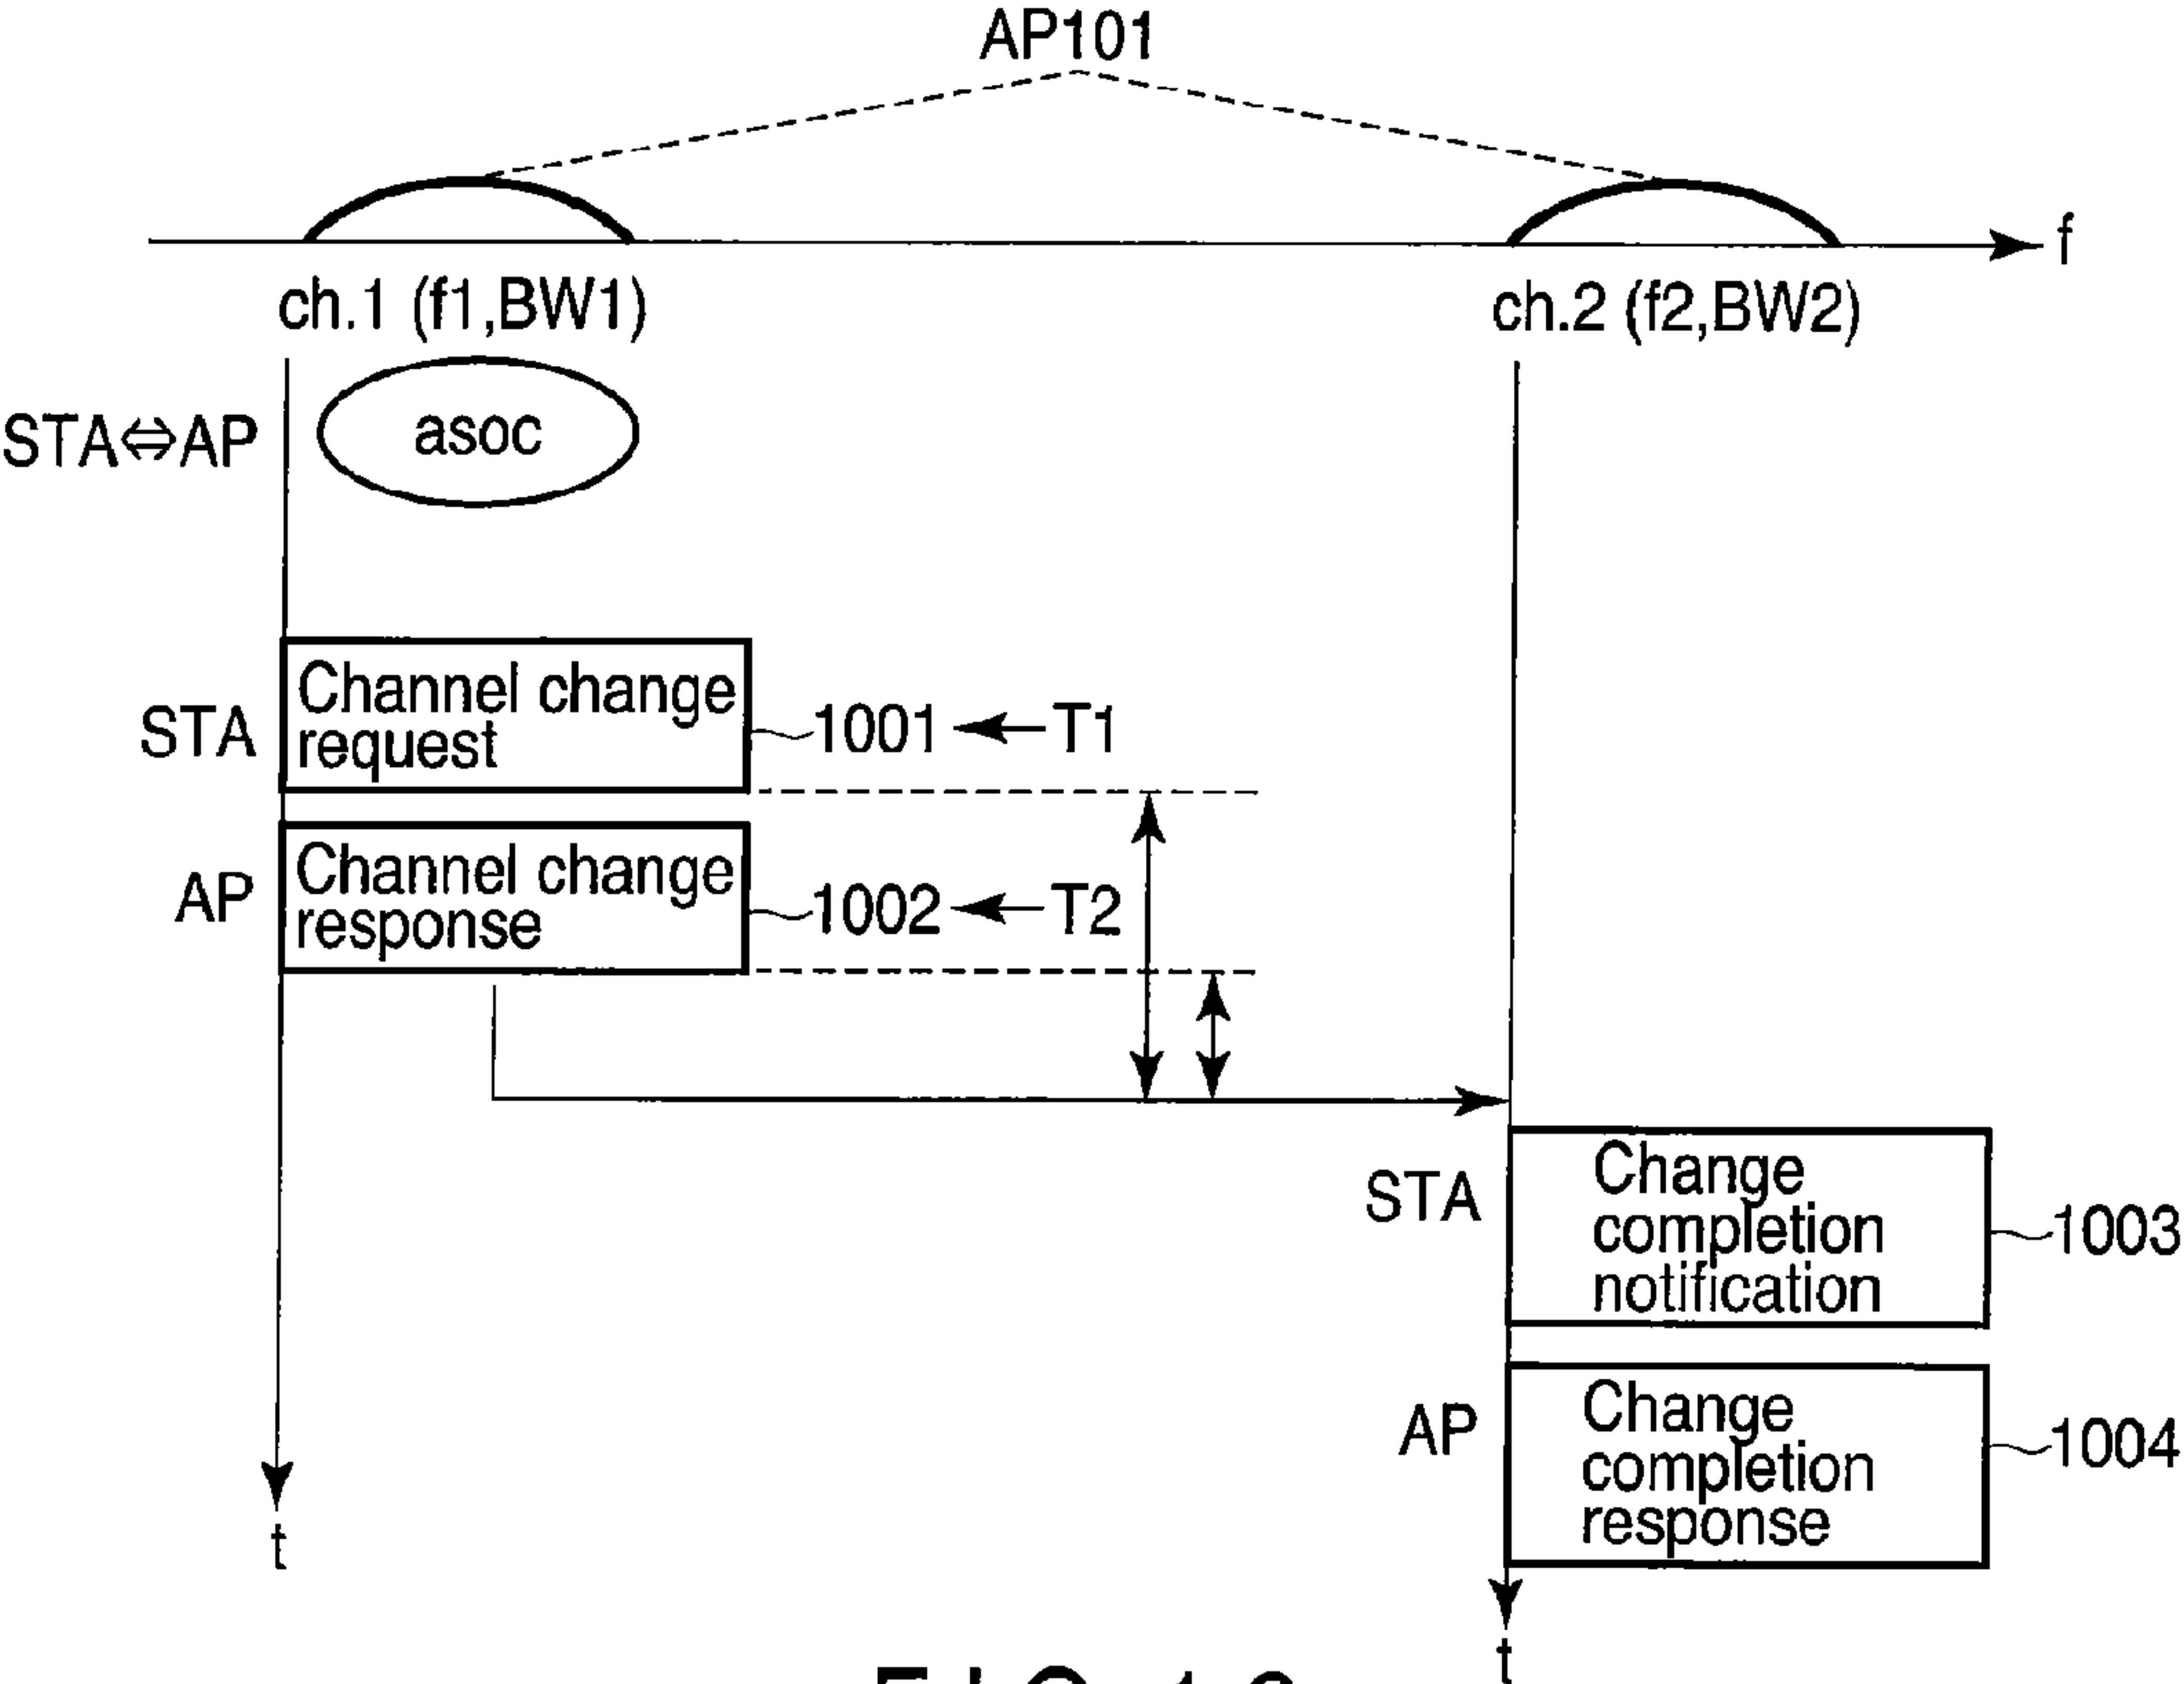 AP101
f
ch.1 (f1,BW1)
ch.2 (f2,BW2)
STA⇔AP
asoc
STA
Channel change
request
1001
T1
AP
Channel change
response
1002
T2
STA
Change
completion
notification
1003
AP
Change
completion
response
1004
t
t